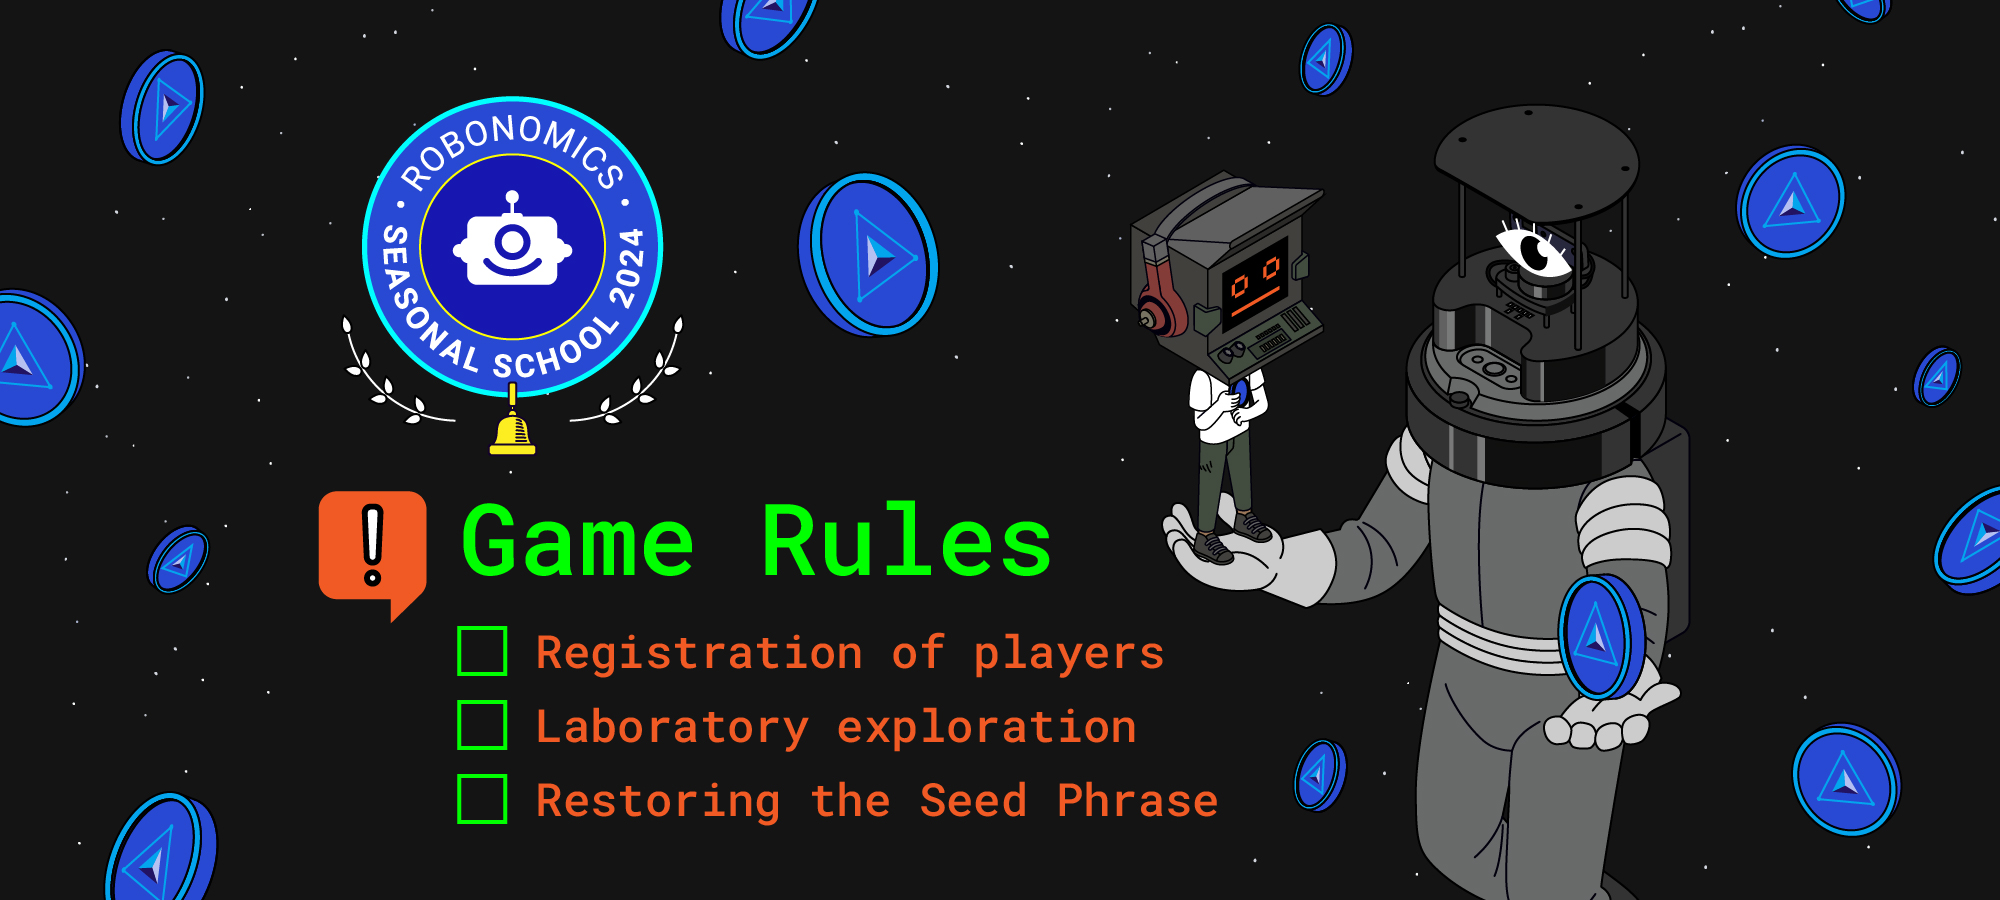 • ROBONOMICS •
SEASONAL SCHOOL 2024
! Game Rules
Registration of players
Laboratory exploration
Restoring the Seed Phrase